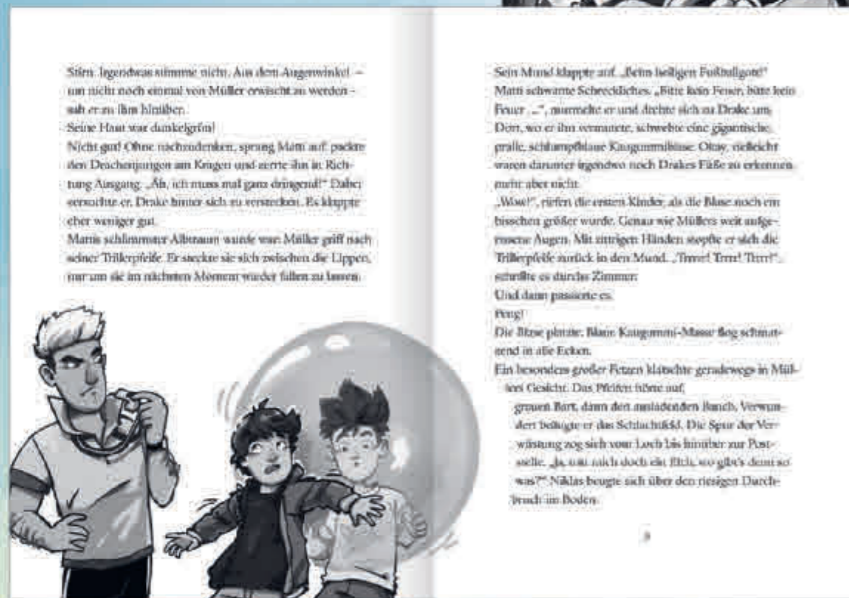 Stirn. Irgendwas stimmte nicht. Aus dem Augenwinkel –
um nicht noch einmal von Müller erwischt zu werden –
sah er zu ihm hinüber.
Seine Haut war dunkelgrün!
Nicht gut! Ohne nachzudenken, sprang Matti auf, packte
den Drachenjungen am Kragen und zerrte ihn in Rich-
tung Ausgang. „Äh, ich muss mal ganz dringend!“ Dabei
versuchte er, Drake hinter sich zu verstecken. Es klappte
eher weniger gut.
Mattis schlimmster Albtraum wurde wahr: Müller griff nach
seiner Trillerpfeife. Er steckte sie sich zwischen die Lippen,
nur um sie im nächsten Moment wieder fallen zu lassen.
Sein Mund klappte auf. „Beim heiligen Fußballgott!“
Matti schwante Schreckliches. „Bitte kein Feuer, bitte kein
Feuer ...“, murmelte er und drehte sich zu Drake um.
Dort, wo er ihn vermutete, schwebte eine gigantische,
pralle, schlumpfblaue Kaugummiblase. Okay, vielleicht
waren darunter irgendwo noch Drakes Füße zu erkennen,
mehr aber nicht.
„Wow!“, riefen die ersten Kinder, als die Blase noch ein
bisschen größer wurde. Genau wie Müllers weit aufge-
rissene Augen. Mit zittrigen Händen stopfte er sich die
Trillerpfeife zurück in den Mund. „Trrrr! Trrrr! Trrrr!“,
schrillte es durchs Zimmer.
Und dann passierte es.
Peng!
Die Blase platzte. Blaue Kaugummi-Masse flog schmat-
zend in alle Ecken.
Ein besonders großer Fetzen klatschte geradewegs in Mül-
lers Gesicht. Das Pfeifen hörte auf.
grauen Bart, dann den ausladenden Bauch. Verwun-
dert beäugte er das Schlachtfeld. Die Spur der Ver-
wüstung zog sich vom Loch bis hinüber zur Post-
stelle. „Ja, mich doch ein Elch, wo gibt's denn so
was?“ Niklas beugte sich über den riesigen Durch-
bruch im Boden.